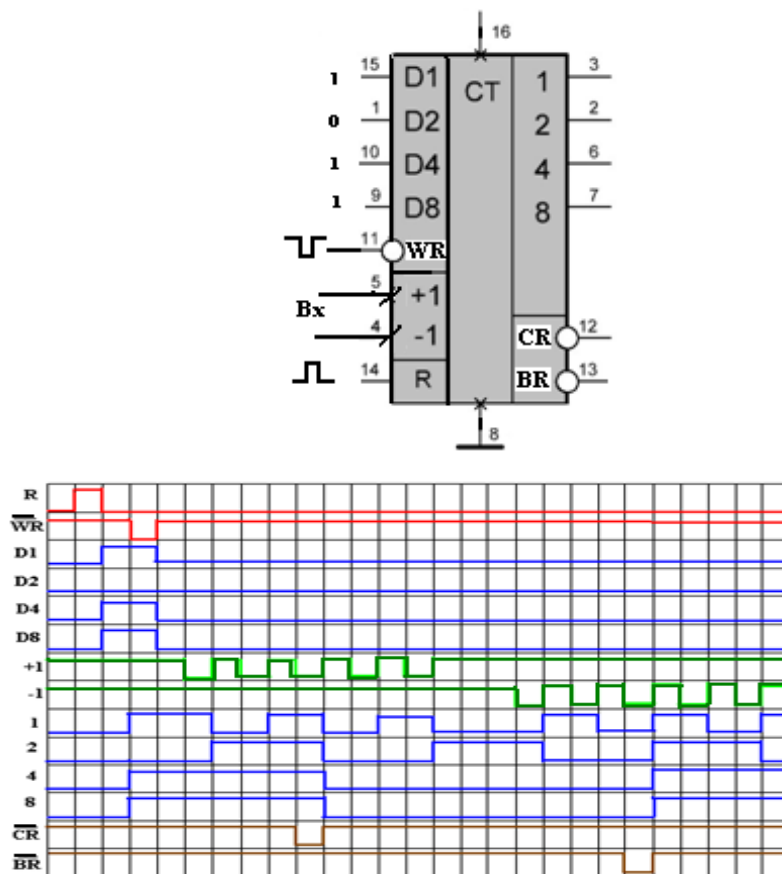 16
1 15 D1 CT 1 3
0 1 D2 2 2
1 10 D4 4 6
1 9 D8 8 7
11 WR
Bx 5 +1
4 -1 CR 12
14 R BR 13
8
R
WR
D1
D2
D4
D8
+1
-1
1
2
4
8
CR
BR